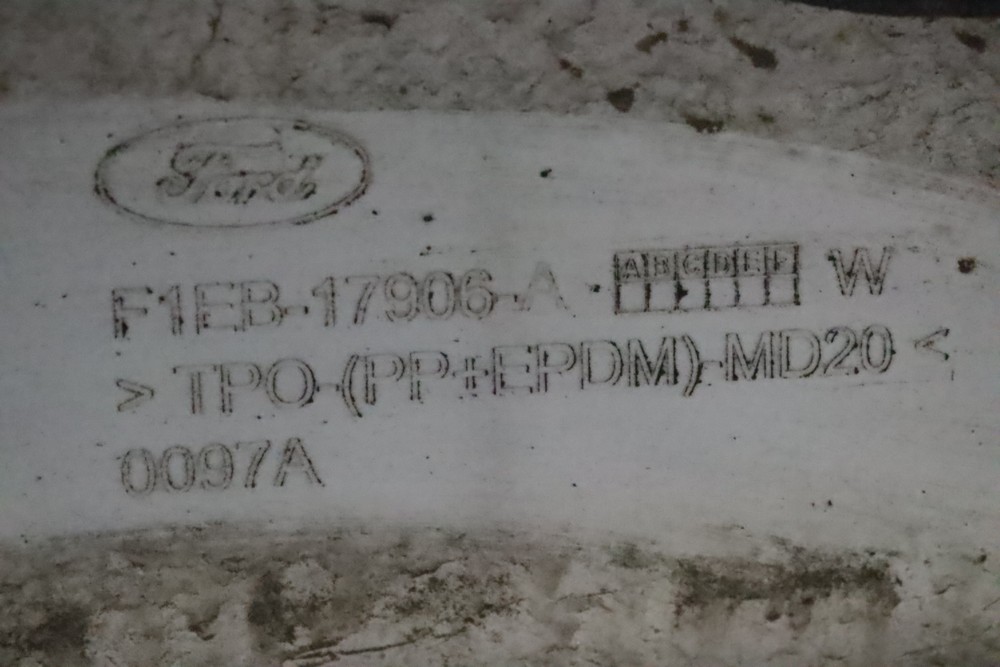 Ford
F1EB-17906-A ABCDEF W
>TPO-(PP+EPDM)-MD20<
0097A